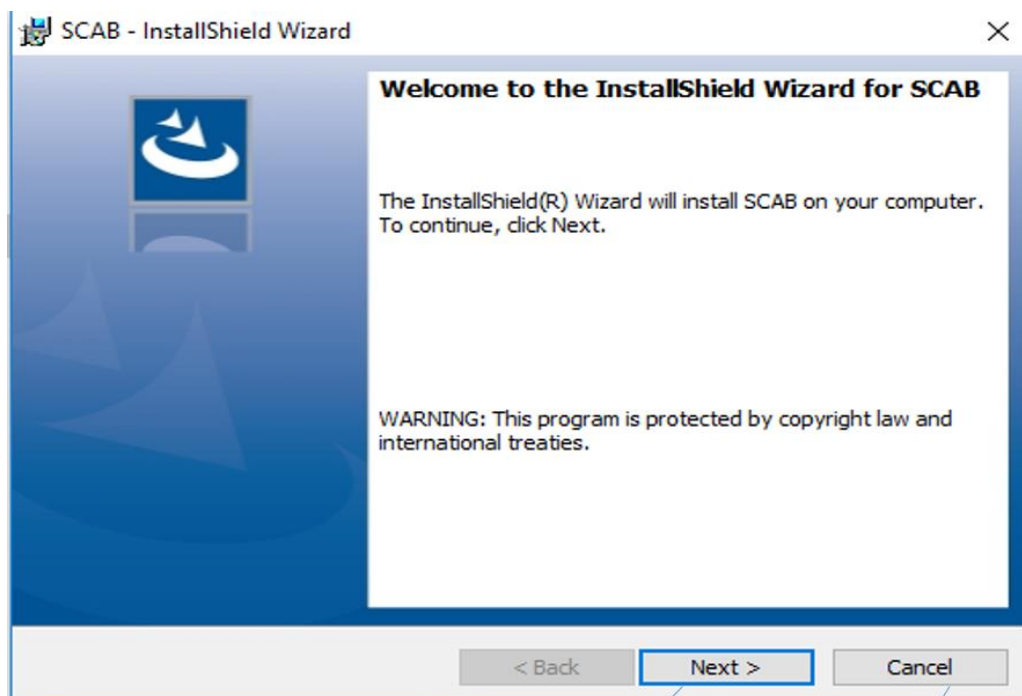 SCAB - InstallShield Wizard
Welcome to the InstallShield Wizard for SCAB
The InstallShield(R) Wizard will install SCAB on your computer.
To continue, click Next.
WARNING: This program is protected by copyright law and
international treaties.
< Back
Next >
Cancel